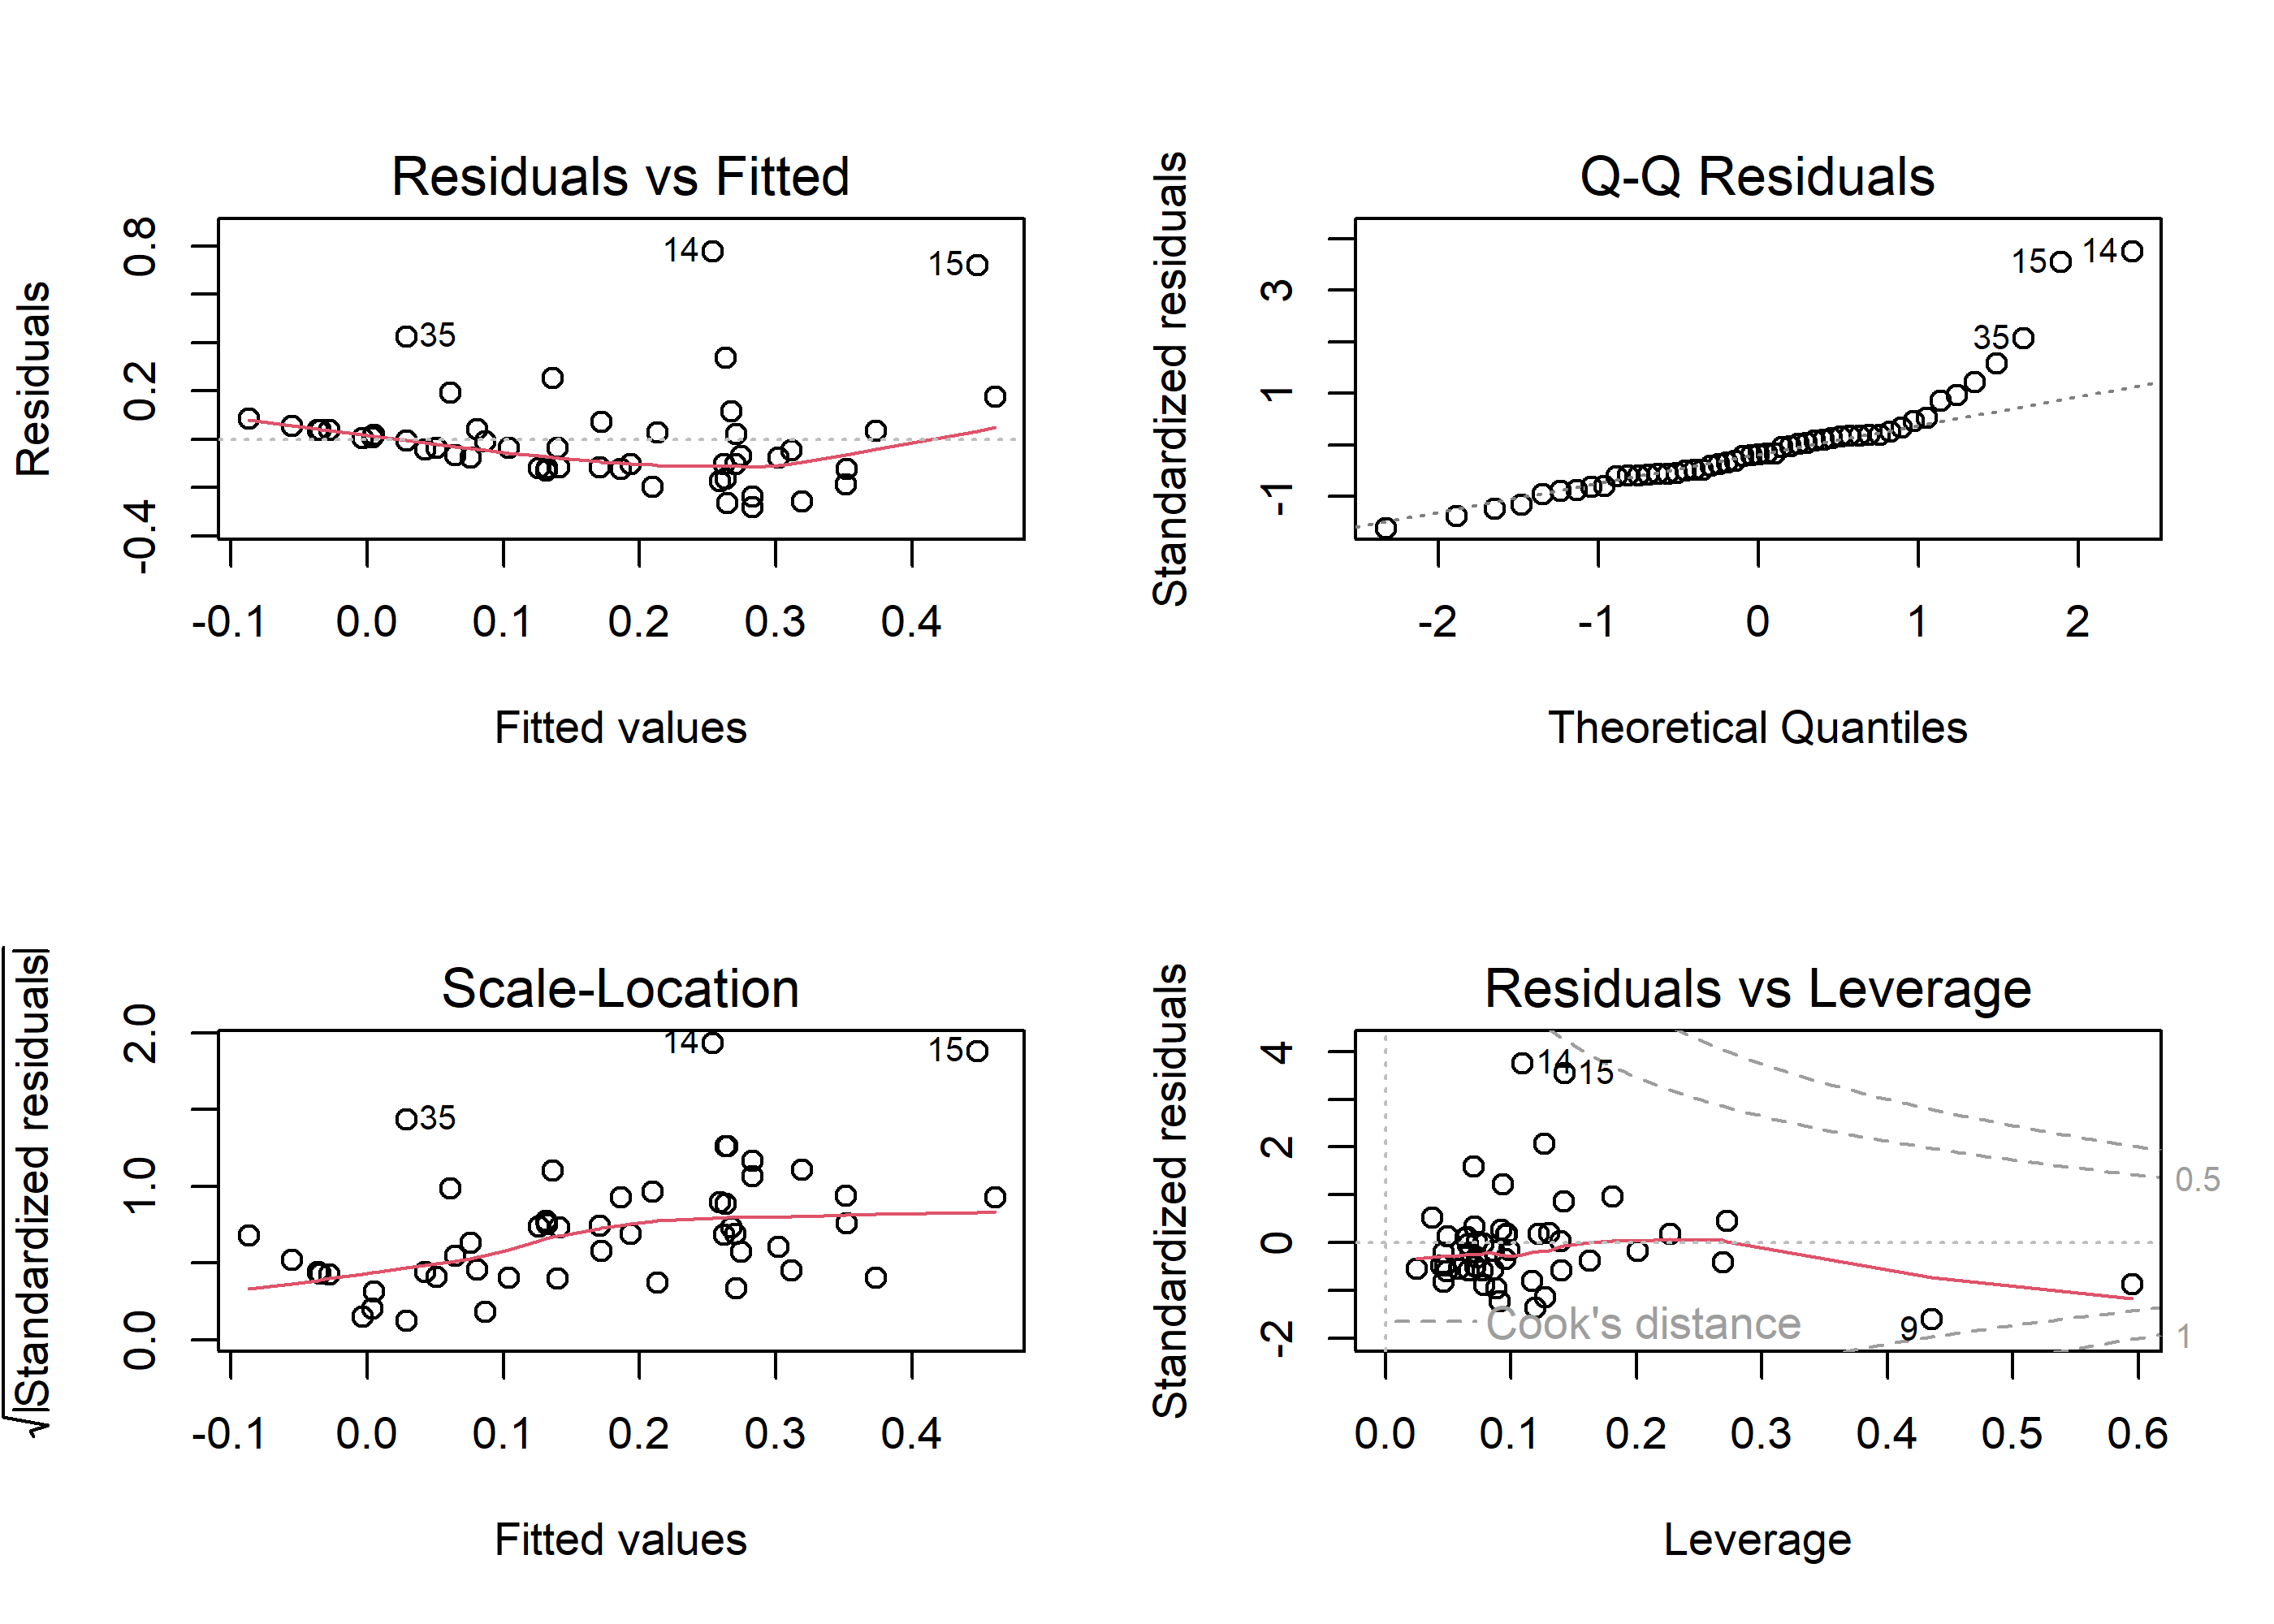 Residuals vs Fitted
Residuals
0.8
0.2
-0.4
14
15
35
-0.1 0.0 0.1 0.2 0.3 0.4
Fitted values
Q-Q Residuals
Standardized residuals
3
1
-1
15
14
35
-2 -1 0 1 2
Theoretical Quantiles
Scale-Location
√|Standardized residuals|
2.0
1.0
0.0
14
15
35
-0.1 0.0 0.1 0.2 0.3 0.4
Fitted values
Residuals vs Leverage
Standardized residuals
4
2
0
-2
14
15
9
0.5
1
Cook's distance
0.0 0.1 0.2 0.3 0.4 0.5 0.6
Leverage